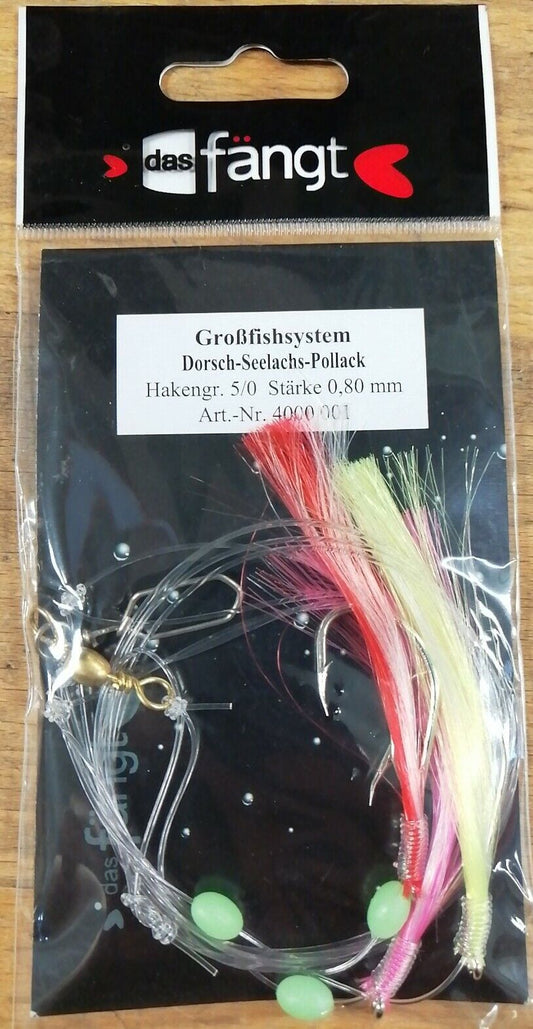 das fängt
Großfishsystem
Dorsch-Seelachs-Pollack
Hakengr. 5/0 Stärke 0,80 mm
Art.-Nr. 4000 001
das fängt